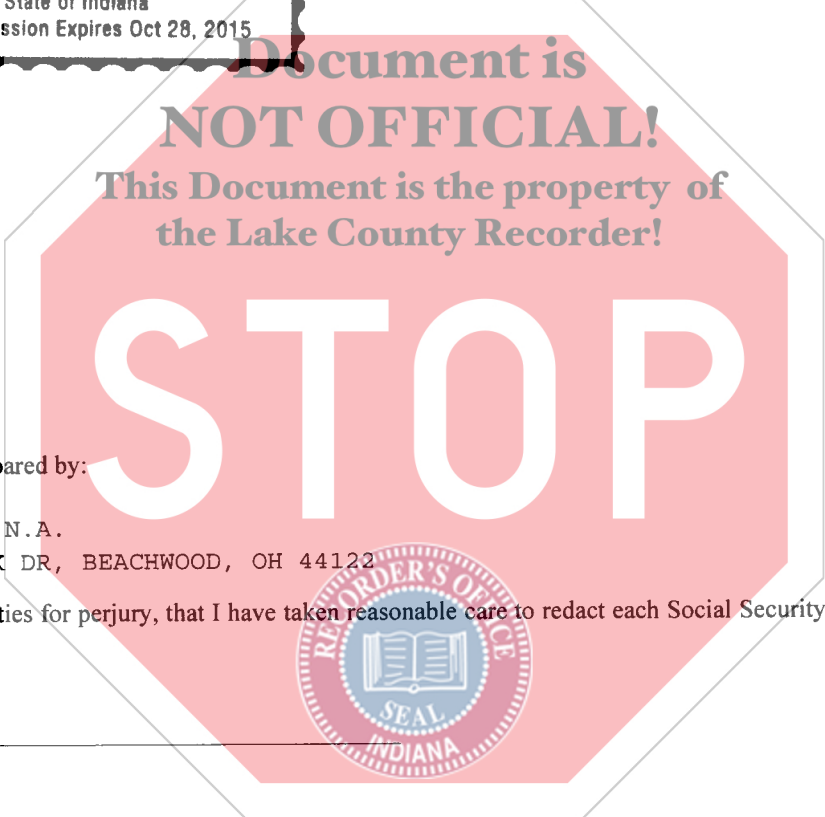 State of Indiana
ssion Expires Oct 28, 2015
Document is
NOT OFFICIAL!
This Document is the property of
the Lake County Recorder!
STOP
pared by:
N.A.
K DR, BEACHWOOD, OH 44122
ties for perjury, that I have taken reasonable care to redact each Social Security
RECORDER'S OFFICE
SEAL
INDIANA